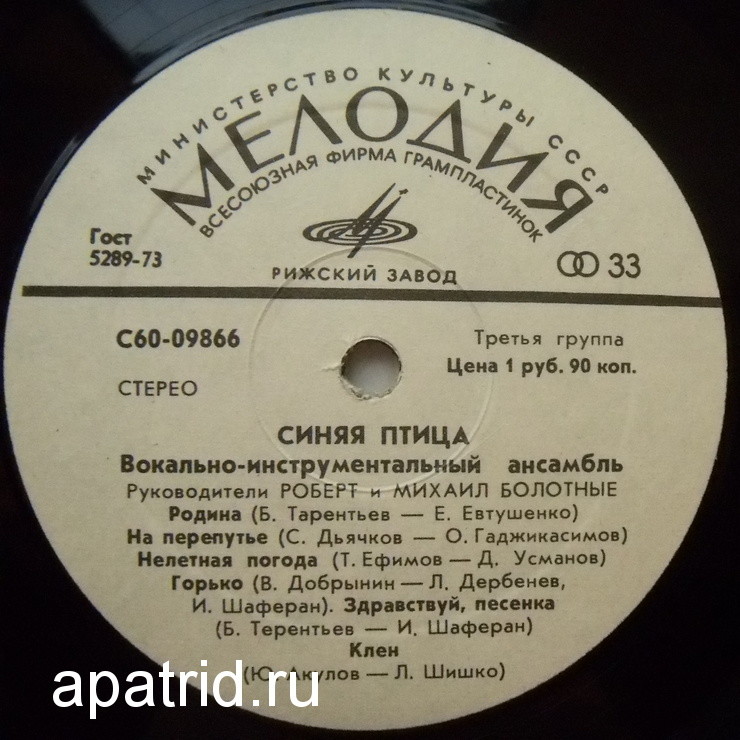 МИНИСТЕРСТВО КУЛЬТУРЫ СССР
МЕЛОДИЯ
ВСЕСОЮЗНАЯ ФИРМА ГРАМПЛАСТИНОК
Гост
5289-73
РИЖСКИЙ ЗАВОД
33
С60-09866
Третья группа
Цена 1 руб. 90 коп.
СТЕРЕО
СИНЯЯ ПТИЦА
Вокально-инструментальный ансамбль
Руководители РОБЕРТ и МИХАИЛ БОЛОТНЫЕ
Родина (Б. Тарентьев — Е. Евтушенко)
На перепутье (С. Дьячков — О. Гаджикасимов)
Нелетная погода (Т. Ефимов — Д. Усманов)
Горько (В. Добрынин — Л. Дербенев,
И. Шаферан). Здравствуй, песенка
(Б. Терентьев — И. Шаферан)
Клен
(Ю. Акулов — Л. Шишко)
apatrid.ru